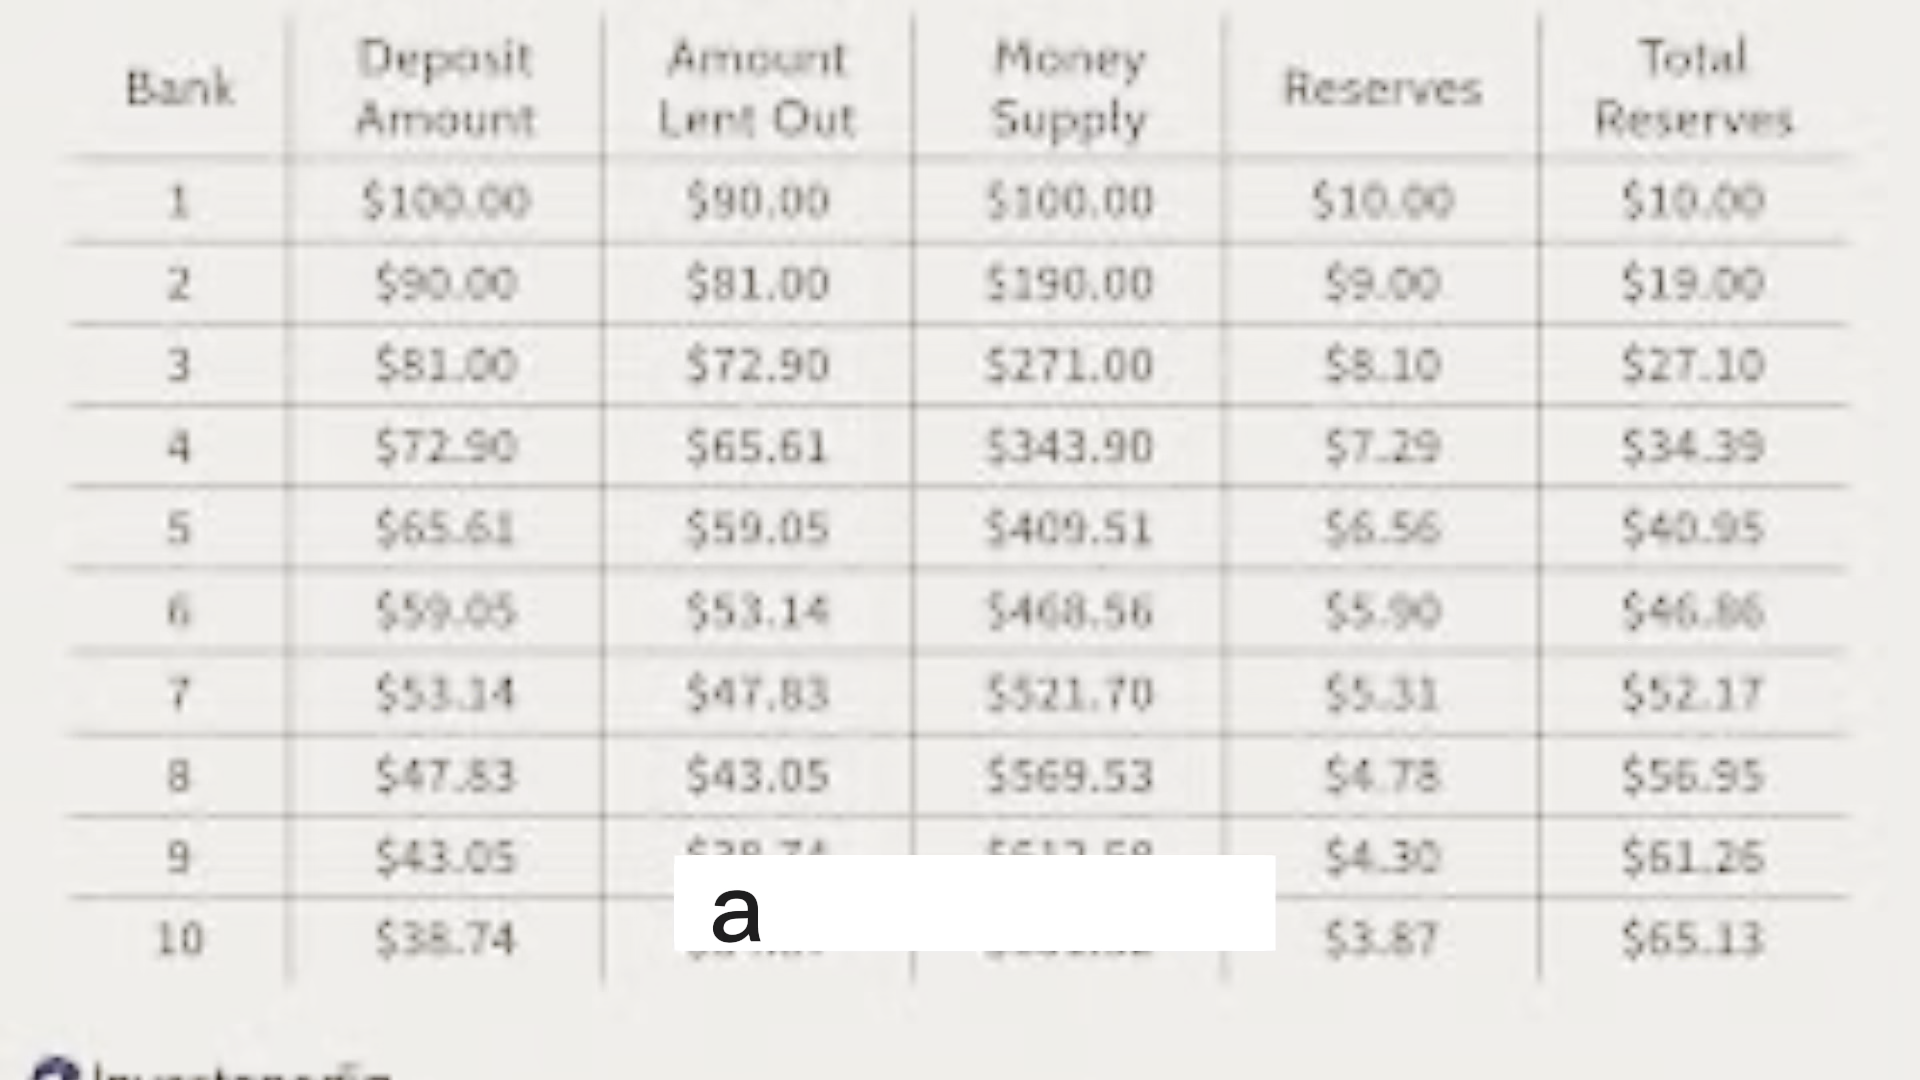 Bank Deposit Amount Amount Lent Out Money Supply Reserves Total Reserves
1 $100.00 $90.00 $100.00 $10.00 $10.00
2 $90.00 $81.00 $190.00 $9.00 $19.00
3 $81.00 $72.90 $271.00 $8.10 $27.10
4 $72.90 $65.61 $343.90 $7.29 $34.39
5 $65.61 $59.05 $409.51 $6.56 $40.95
6 $59.05 $53.14 $468.56 $5.90 $46.86
7 $53.14 $47.83 $521.70 $5.31 $52.17
8 $47.83 $43.05 $569.53 $4.78 $56.95
9 $43.05 $4.30 $61.26
a
10 $38.74 $3.87 $65.13